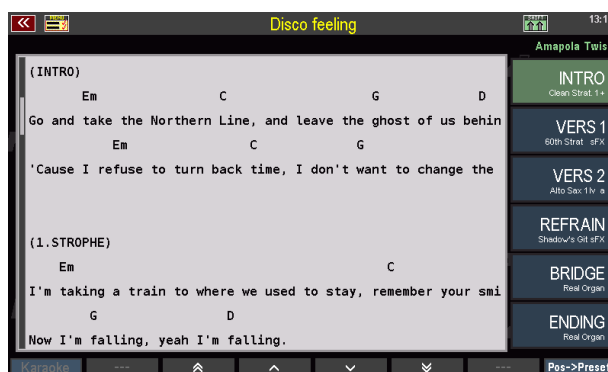 Disco feeling
13:1
Amapola Twis
(INTRO)
Em C G D
Go and take the Northern Line, and leave the ghost of us behin
Em C G
'Cause I refuse to turn back time, I don't want to change the
(1.STROPHE)
Em C
I'm taking a train to where we used to stay, remember your smi
G D
Now I'm falling, yeah I'm falling.
INTRO
Clean Strat. 1+
VERS 1
60th Strat sFX
VERS 2
Alto Sax 1lv a
REFRAIN
Shadow's Git sFX
BRIDGE
Real Organ
ENDING
Real Organ
Karaoke --- --- Pos->Prese